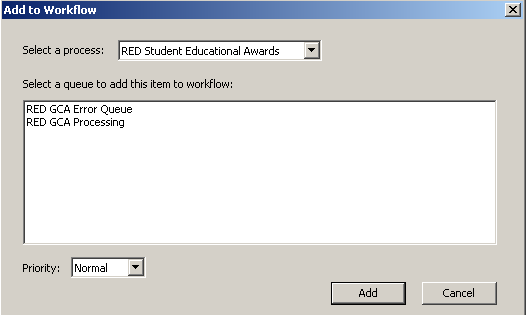 Add to Workflow
Select a process: RED Student Educational Awards
Select a queue to add this item to workflow:
RED GCA Error Queue
RED GCA Processing
Priority: Normal
Add Cancel